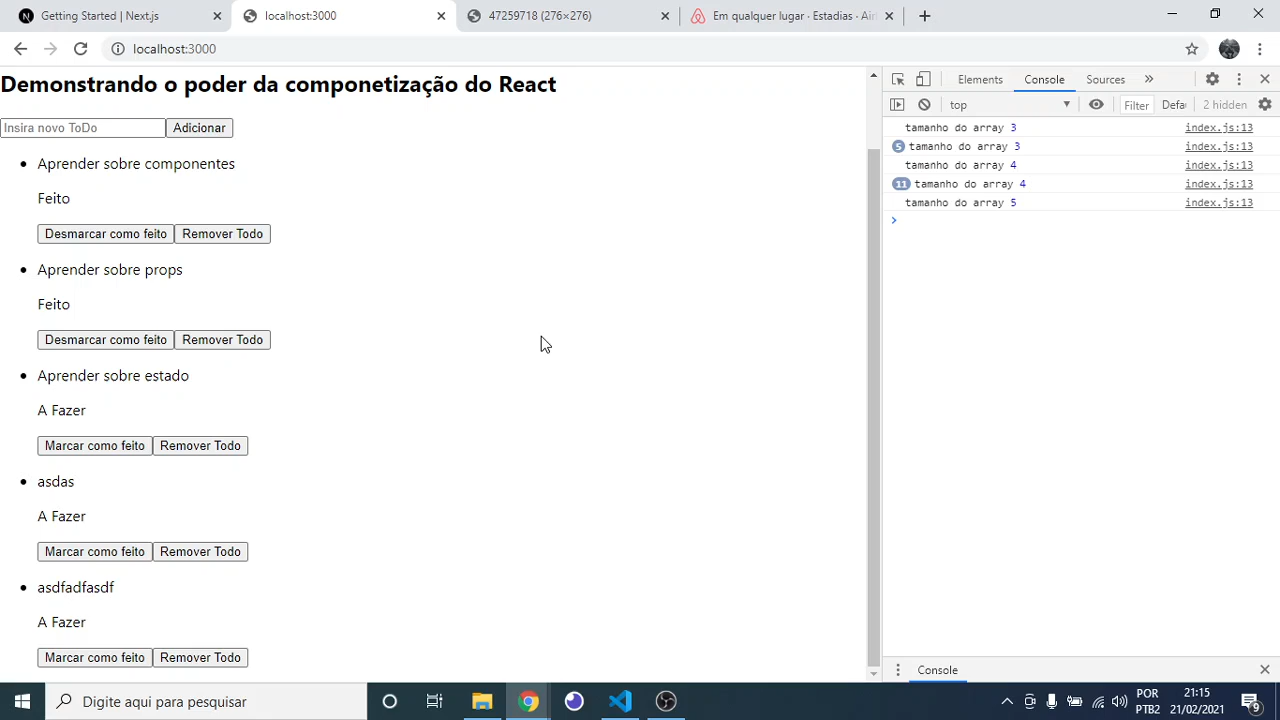 Getting Started | Next.js
localhost:3000
47259718 (276×276)
Em qualquer lugar · Estadias · Air
localhost:3000
Demonstrando o poder da componetização do React
Insira novo ToDo
Adicionar
Aprender sobre componentes
Feito
Desmarcar como feito
Remover Todo
Aprender sobre props
Feito
Desmarcar como feito
Remover Todo
Aprender sobre estado
A Fazer
Marcar como feito
Remover Todo
asdas
A Fazer
Marcar como feito
Remover Todo
asdfadfasdf
A Fazer
Marcar como feito
Remover Todo
Elements
Console
Sources
top
Filter
Defa
2 hidden
tamanho do array 3 index.js:13
5 tamanho do array 3 index.js:13
tamanho do array 4 index.js:13
11 tamanho do array 4 index.js:13
tamanho do array 5 index.js:13
Console
Digite aqui para pesquisar
POR
PTB2
21:15
21/02/2021
9